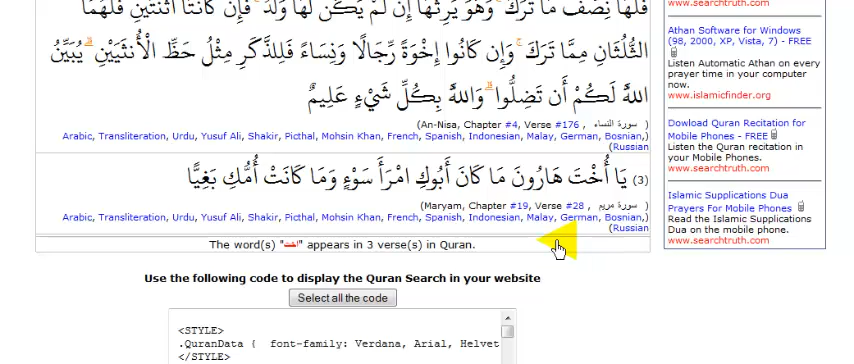 فَلَهَا نِصْفُ مَا تَرَكَ ۚ وَهُوَ يَرِثُهَا إِن لَّمْ يَكُن لَّهَا وَلَدٌ ۚ فَإِن كَانَتَا اثْنَتَيْنِ فَلَهُمَا
الثُّلُثَانِ مِمَّا تَرَكَ ۚ وَإِن كَانُوا إِخْوَةً رِّجَالًا وَنِسَاءً فَلِلذَّكَرِ مِثْلُ حَظِّ الْأُنثَيَيْنِ ۗ يُبَيِّنُ
اللَّهُ لَكُمْ أَن تَضِلُّوا ۗ وَاللَّهُ بِكُلِّ شَيْءٍ عَلِيمٌ
(An-Nisa, Chapter #4, Verse #176 , سورة النساء )
Arabic, Transliteration, Urdu, Yusuf Ali, Shakir, Picthal, Mohsin Khan, French, Spanish, Indonesian, Malay, German, Bosnian,)
(Russian
(3) يَا أُخْتَ هَارُونَ مَا كَانَ أَبُوكِ امْرَأَ سَوْءٍ وَمَا كَانَتْ أُمُّكِ بَغِيًّا
(Maryam, Chapter #19, Verse #28 , سورة مريم )
Arabic, Transliteration, Urdu, Yusuf Ali, Shakir, Picthal, Mohsin Khan, French, Spanish, Indonesian, Malay, German, Bosnian,)
(Russian
The word(s) "" appears in 3 verse(s) in Quran.
Use the following code to display the Quran Search in your website
Select all the code
<STYLE>
.QuranData { font-family: Verdana, Arial, Helvet
</STYLE>
www.searchtruth.com
Athan Software for Windows
(98, 2000, XP, Vista, 7) - FREE
Listen Automatic Athan on every
prayer time in your computer
now.
www.islamicfinder.org
Dowload Quran Recitation for
Mobile Phones - FREE
Listen the Quran recitation in
your Mobile Phones.
www.searchtruth.com
Islamic Supplications Dua
Prayers For Mobile Phones
Read the Islamic Supplications
Dua on the mobile phone.
www.searchtruth.com